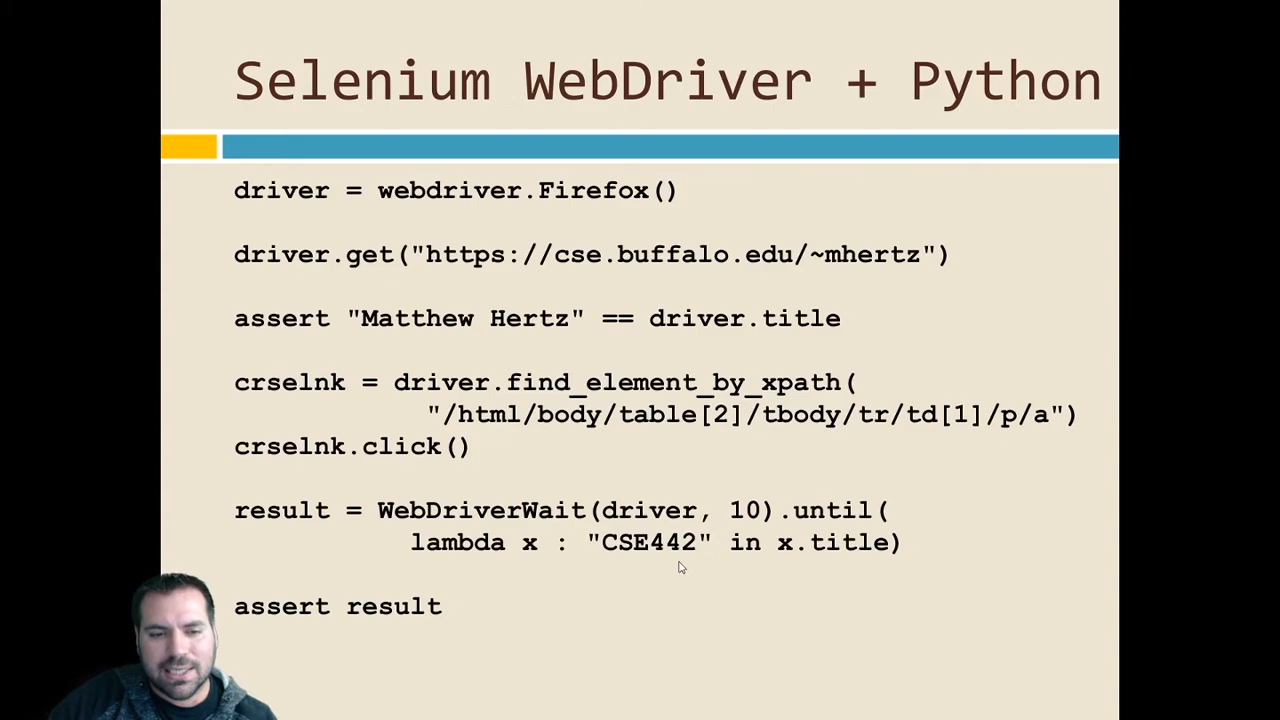 Selenium WebDriver + Python
driver = webdriver.Firefox()
driver.get("https://cse.buffalo.edu/~mhertz")
assert "Matthew Hertz" == driver.title
crselnk = driver.find_element_by_xpath(
"/html/body/table[2]/tbody/tr/td[1]/p/a")
crselnk.click()
result = WebDriverWait(driver, 10).until(
lambda x : "CSE442" in x.title)
assert result